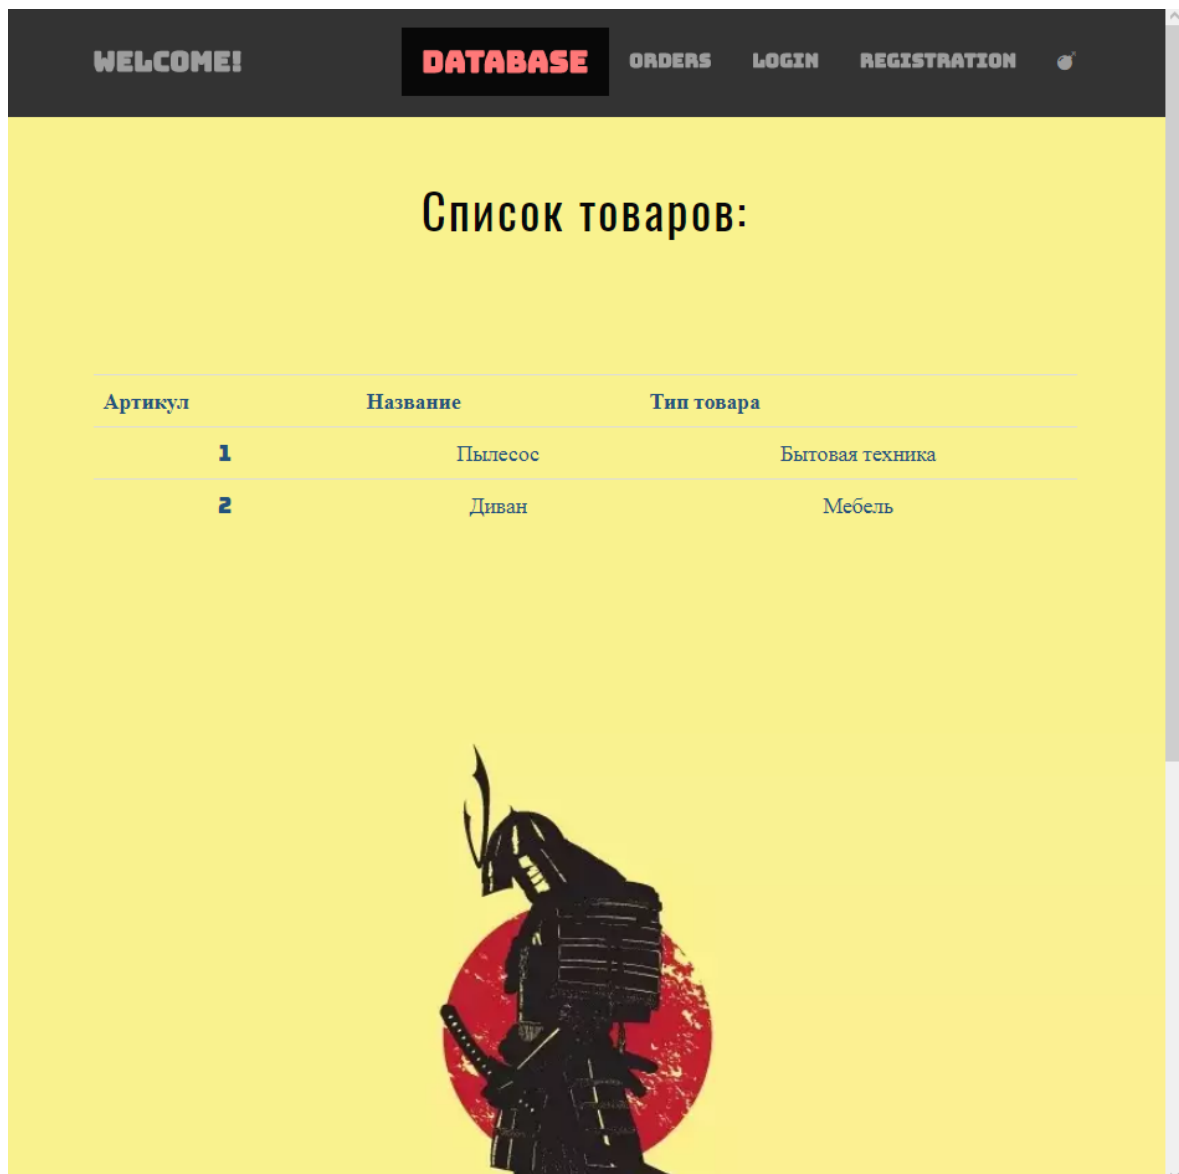 WELCOME! DATABASE ORDERS LOGIN REGISTRATION
Список товаров:
Артикул Название Тип товара
1 Пылесос Бытовая техника
2 Диван Мебель